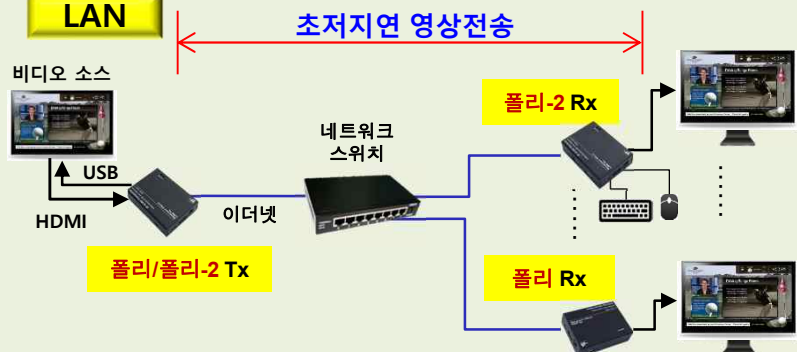 LAN
초저지연 영상전송
비디오 소스
USB
HDMI
이더넷
네트워크
스위치
폴리/폴리-2 Tx
폴리-2 Rx
폴리 Rx